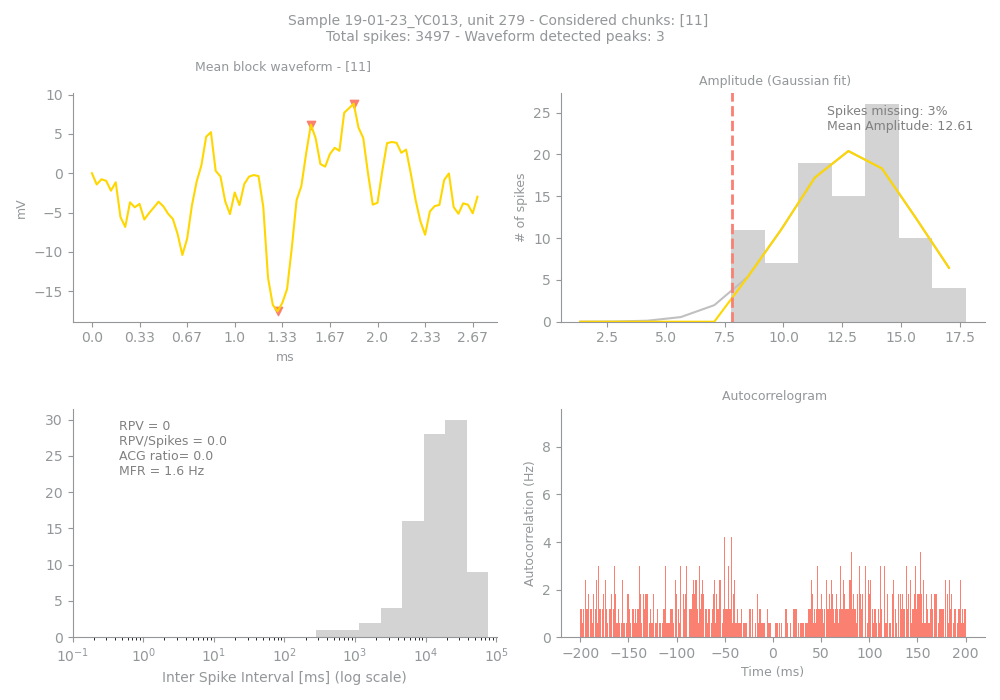 Sample 19-01-23_YC013, unit 279 - Considered chunks: [11]
Total spikes: 3497 - Waveform detected peaks: 3
Mean block waveform - [11]
10
5
0
−5
−10
−15
mV
0.0 0.33 0.67 1.0 1.33 1.67 2.0 2.33 2.67
ms
Amplitude (Gaussian fit)
Spikes missing: 3%
Mean Amplitude: 12.61
25
20
15
10
5
0
# of spikes
2.5 5.0 7.5 10.0 12.5 15.0 17.5
RPV = 0
RPV/Spikes = 0.0
ACG ratio= 0.0
MFR = 1.6 Hz
30
25
20
15
10
5
0
10⁻¹ 10⁰ 10¹ 10² 10³ 10⁴ 10⁵
Inter Spike Interval [ms] (log scale)
Autocorrelogram
8
6
4
2
0
Autocorrelation (Hz)
−200 −150 −100 −50 0 50 100 150 200
Time (ms)